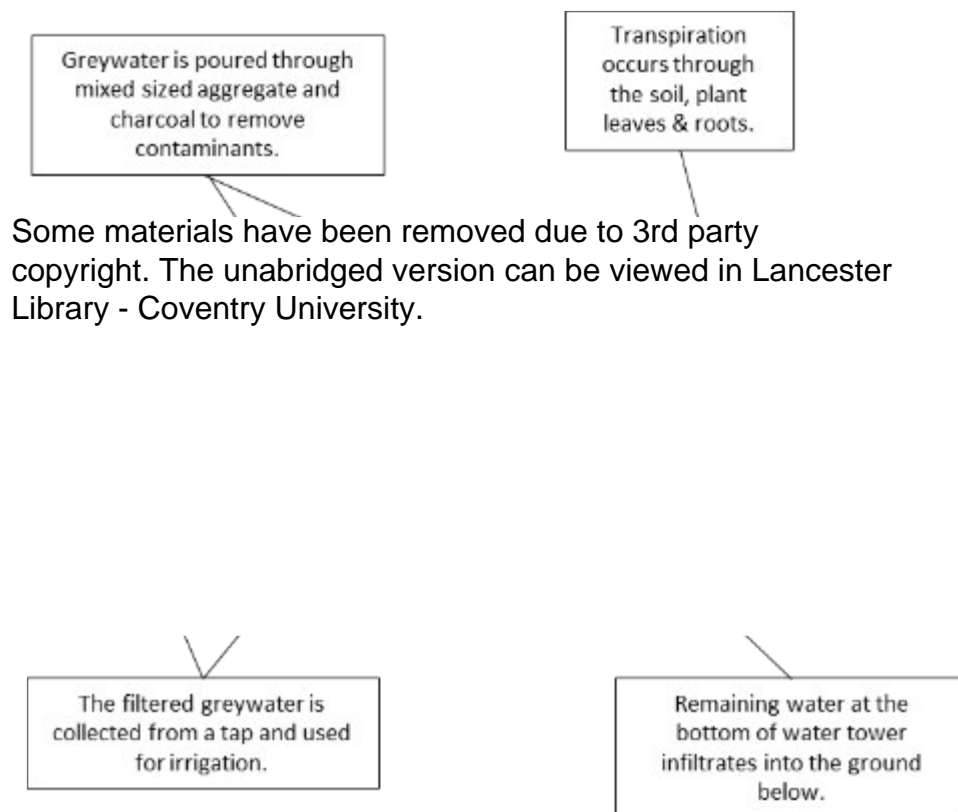 Greywater is poured through
mixed sized aggregate and
charcoal to remove
contaminants.
Transpiration
occurs through
the soil, plant
leaves & roots.
Some materials have been removed due to 3rd party
copyright. The unabridged version can be viewed in Lancester
Library - Coventry University.
The filtered greywater is
collected from a tap and used
for irrigation.
Remaining water at the
bottom of water tower
infiltrates into the ground
below.